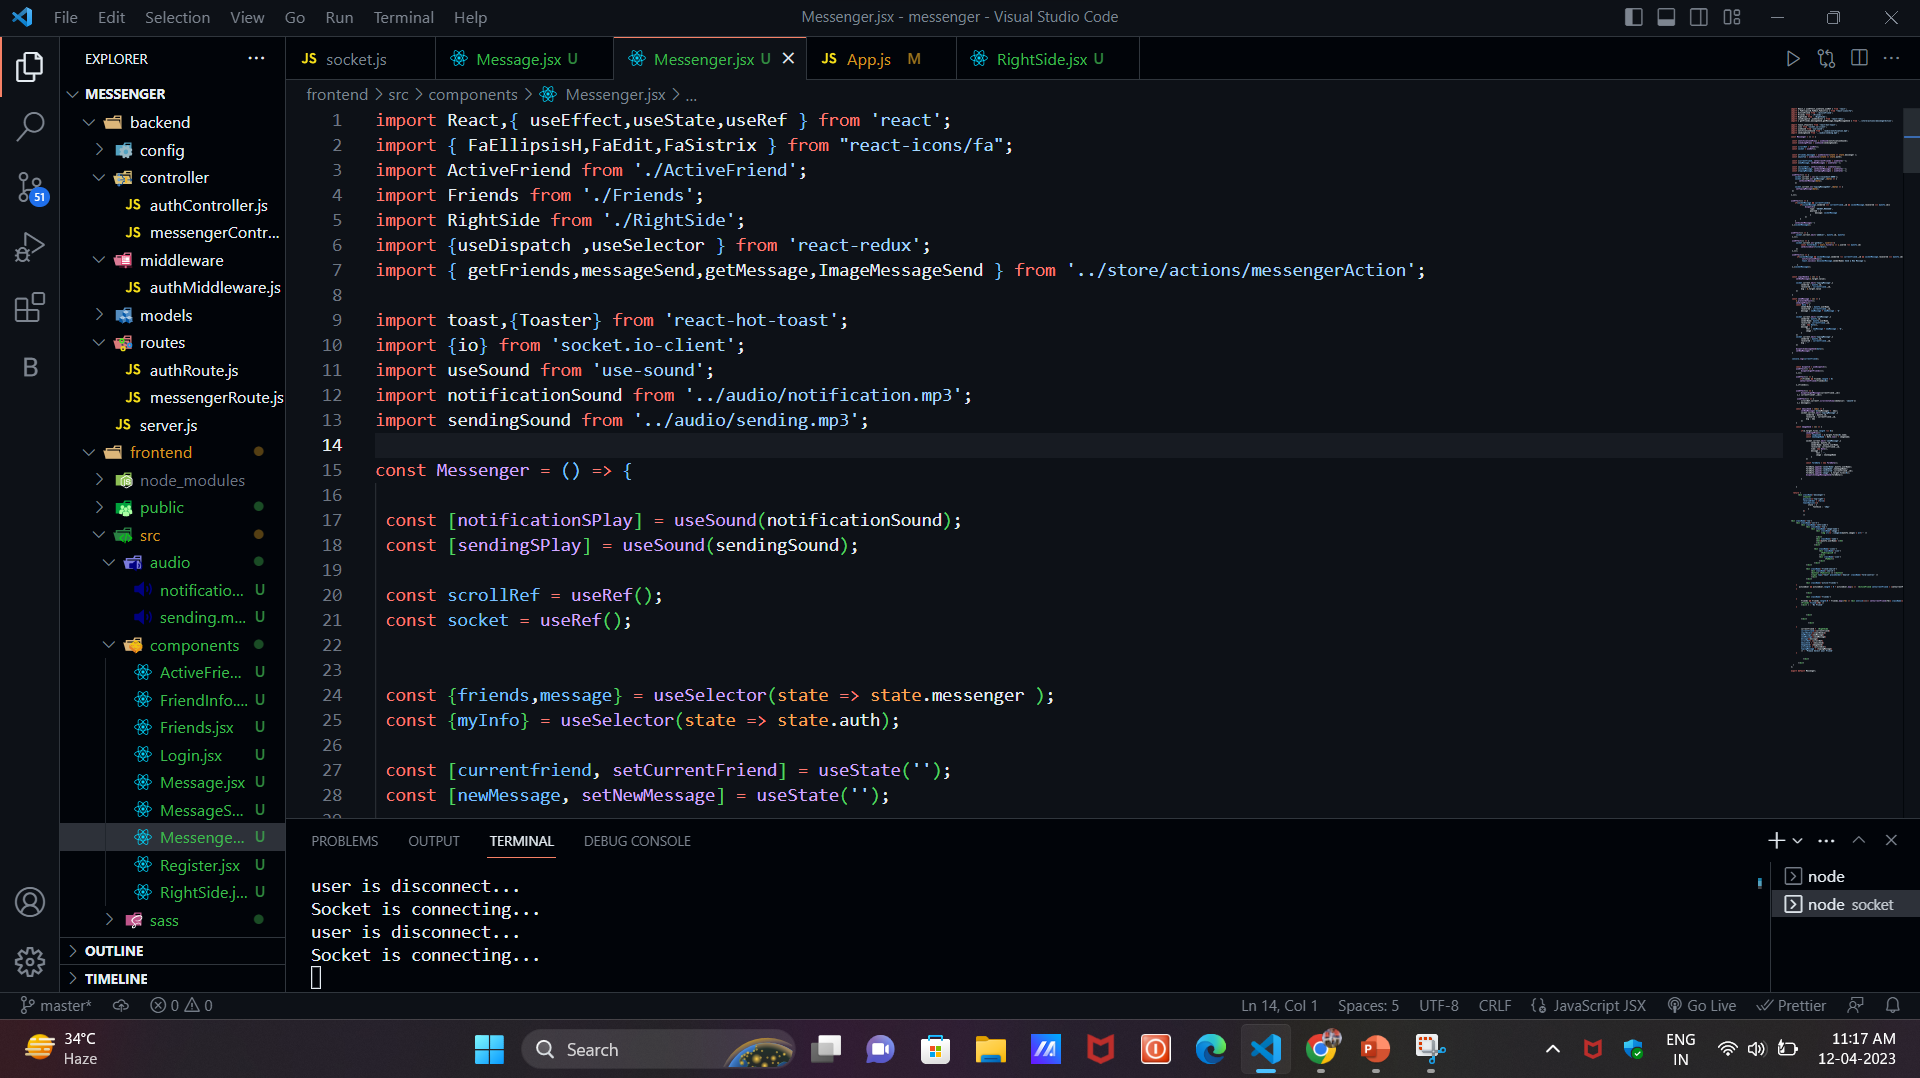 File Edit Selection View Go Run Terminal Help
Messenger.jsx - messenger - Visual Studio Code
EXPLORER
MESSENGER
backend
config
controller
JS authController.js
JS messengerContr...
middleware
JS authMiddleware.js
models
routes
JS authRoute.js
JS messengerRoute.js
JS server.js
frontend
node_modules
public
src
audio
notificatio... U
sending.m... U
components
ActiveFrie... U
FriendInfo.... U
Friends.jsx U
Login.jsx U
Message.jsx U
MessageS... U
Messenge... U
Register.jsx U
RightSide.j... U
sass
OUTLINE
TIMELINE
51
B
JS socket.js
Message.jsx U
Messenger.jsx U
JS App.js M
RightSide.jsx U
frontend > src > components > Messenger.jsx > ...
1 import React,{ useEffect,useState,useRef } from 'react';
2 import { FaEllipsisH,FaEdit,FaSistrix } from "react-icons/fa";
3 import ActiveFriend from './ActiveFriend';
4 import Friends from './Friends';
5 import RightSide from './RightSide';
6 import {useDispatch ,useSelector } from 'react-redux';
7 import { getFriends,messageSend,getMessage,ImageMessageSend } from '../store/actions/messengerAction';
8
9 import toast,{Toaster} from 'react-hot-toast';
10 import {io} from 'socket.io-client';
11 import useSound from 'use-sound';
12 import notificationSound from '../audio/notification.mp3';
13 import sendingSound from '../audio/sending.mp3';
14
15 const Messenger = () => {
16
17 const [notificationSPlay] = useSound(notificationSound);
18 const [sendingSPlay] = useSound(sendingSound);
19
20 const scrollRef = useRef();
21 const socket = useRef();
22
23
24 const {friends,message} = useSelector(state => state.messenger );
25 const {myInfo} = useSelector(state => state.auth);
26
27 const [currentfriend, setCurrentFriend] = useState('');
28 const [newMessage, setNewMessage] = useState('');
PROBLEMS OUTPUT TERMINAL DEBUG CONSOLE
user is disconnect...
Socket is connecting...
user is disconnect...
Socket is connecting...
node
node socket
master* 0 0
Ln 14, Col 1 Spaces: 5 UTF-8 CRLF JavaScript JSX Go Live Prettier
34°C
Haze
Search
ENG
IN
11:17 AM
12-04-2023